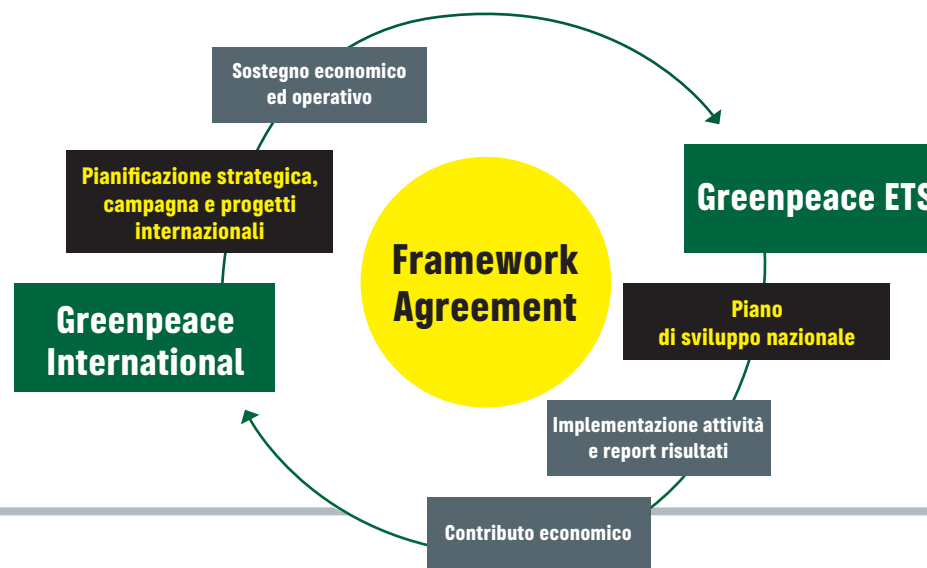 Sostegno economico
ed operativo
Pianificazione strategica,
campagna e progetti
internazionali
Greenpeace
International
Framework
Agreement
Greenpeace ETS
Piano
di sviluppo nazionale
Implementazione attività
e report risultati
Contributo economico